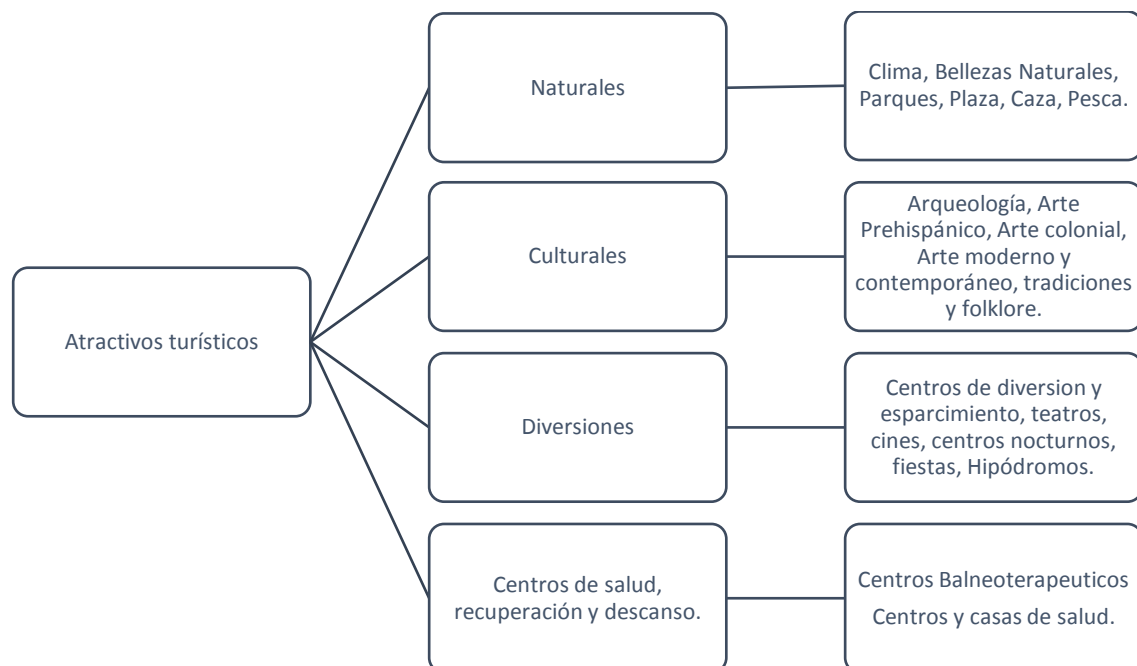 Atractivos turísticos
Naturales
Clima, Bellezas Naturales,
Parques, Plaza, Caza, Pesca.
Culturales
Arqueología, Arte
Prehispánico, Arte colonial,
Arte moderno y
contemporáneo, tradiciones
y folklore.
Diversiones
Centros de diversion y
esparcimiento, teatros,
cines, centros nocturnos,
fiestas, Hipódromos.
Centros de salud,
recuperación y descanso.
Centros Balneoterapeuticos
Centros y casas de salud.